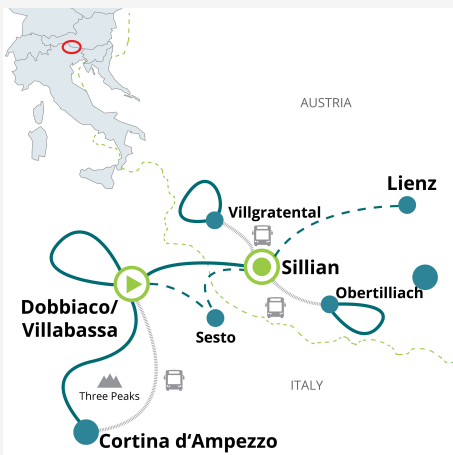 AUSTRIA
Lienz
Villgratental
Sillian
Obertilliach
Dobbiaco/
Villabassa
Sesto
ITALY
Three Peaks
Cortina d‘Ampezzo